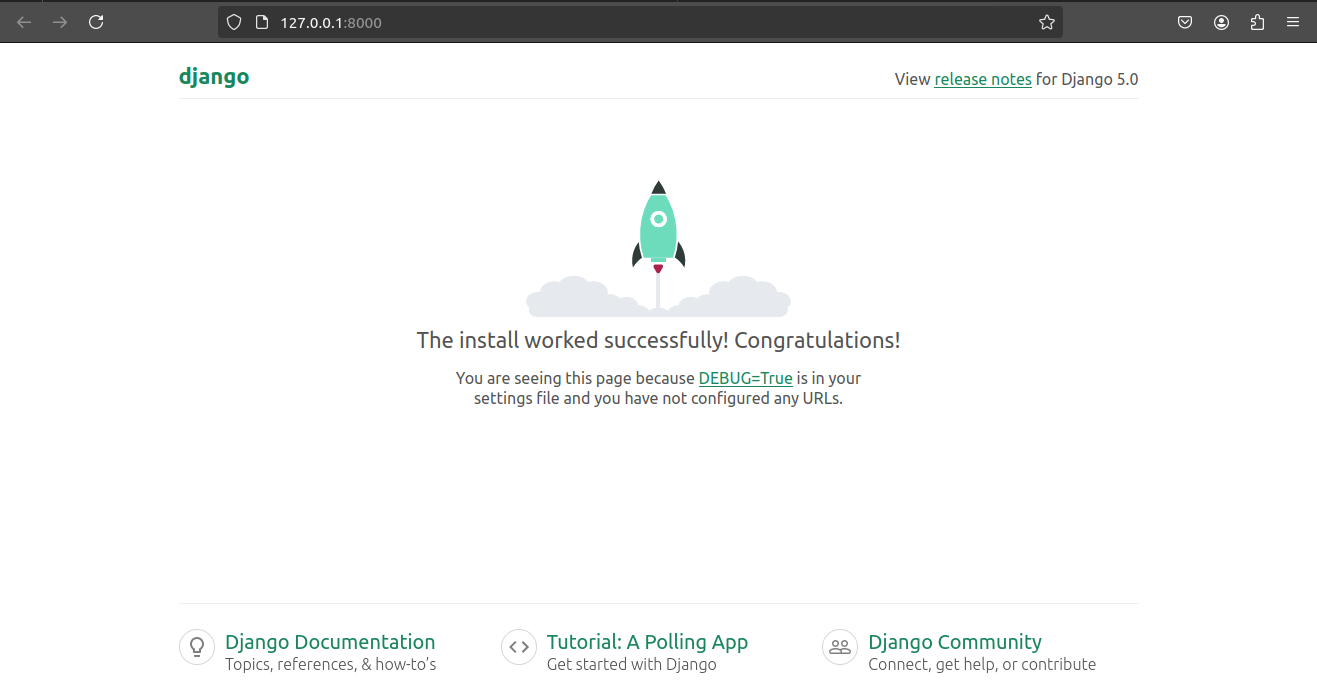 127.0.0.1:8000
django
View release notes for Django 5.0
The install worked successfully! Congratulations!
You are seeing this page because DEBUG=True is in your
settings file and you have not configured any URLs.
Django Documentation
Topics, references, & how-to’s
Tutorial: A Polling App
Get started with Django
Django Community
Connect, get help, or contribute